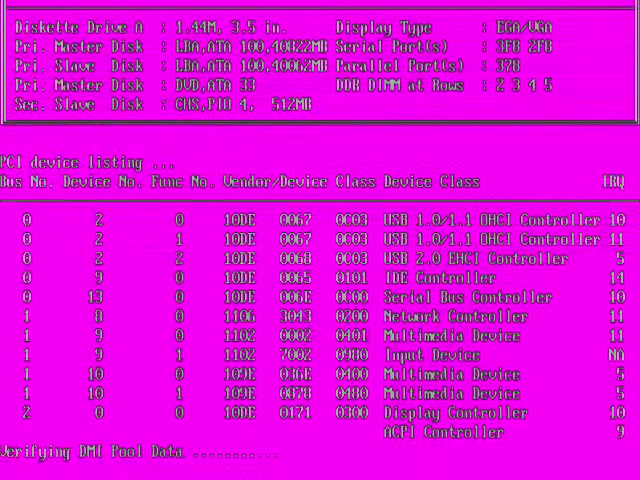 Diskette Drive A : 1.44M, 3.5 in. Display Type : EGA/VGA
Pri. Master Disk : LBA,ATA 100,40822MB Serial Port(s) : 3F8 2F8
Pri. Slave Disk : LBA,ATA 100,40062MB Parallel Port(s) : 378
Pri. Master Disk : DVD,ATA 33 DDR DIMM at Rows : 2 3 4 5
Sec. Slave Disk : CHS,PIO 4, 512MB
PCI device listing ...
Bus No. Device No. Func No. Vendor/Device Class Device Class IRQ
0 2 0 10DE 0067 0C03 USB 1.0/1.1 OHCI Controller 10
0 2 1 10DE 0067 0C03 USB 1.0/1.1 OHCI Controller 11
0 2 2 10DE 0068 0C03 USB 2.0 EHCI Controller 5
0 9 0 10DE 0065 0101 IDE Controller 14
0 13 0 10DE 006E 0C00 Serial Bus Controller 10
1 8 0 1106 3043 0200 Network Controller 11
1 9 0 1102 0002 0401 Multimedia Device 11
1 9 1 1102 7002 0980 Input Device NA
1 10 0 109E 036E 0400 Multimedia Device 5
1 10 1 109E 0878 0480 Multimedia Device 5
2 0 0 10DE 0171 0300 Display Controller 10
ACPI Controller 9
Verifying DMI Pool Data ............